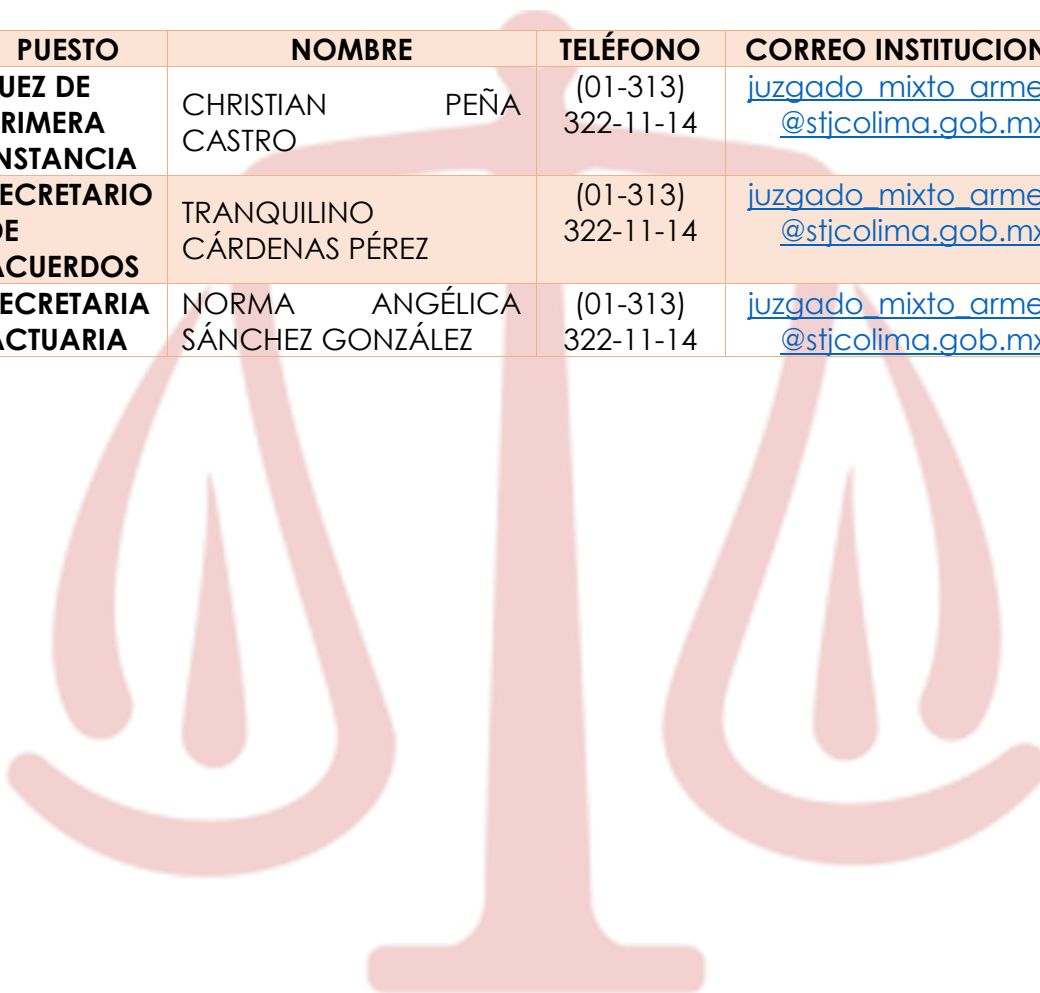 PUESTO NOMBRE TELÉFONO CORREO INSTITUCION
UEZ DE
RIMERA
NSTANCIA
CHRISTIAN PEÑA
CASTRO
(01-313)
322-11-14
juzgado_mixto_arme
@stjcolima.gob.mx
ECRETARIO
DE
ACUERDOS
TRANQUILINO
CÁRDENAS PÉREZ
(01-313)
322-11-14
juzgado_mixto_arme
@stjcolima.gob.mx
ECRETARIA
ACTUARIA
NORMA ANGÉLICA
SÁNCHEZ GONZÁLEZ
(01-313)
322-11-14
juzgado_mixto_arme
@stjcolima.gob.mx